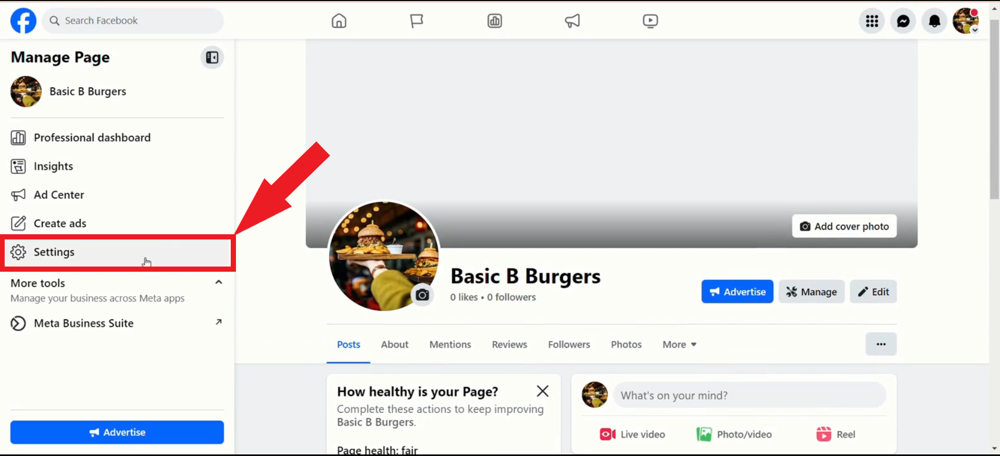 Search Facebook
Manage Page
Basic B Burgers
Professional dashboard
Insights
Ad Center
Create ads
Settings
More tools
Manage your business across Meta apps
Meta Business Suite
Advertise
Add cover photo
Basic B Burgers
0 likes • 0 followers
Advertise
Manage
Edit
Posts
About
Mentions
Reviews
Followers
Photos
More
How healthy is your Page?
Complete these actions to keep improving
Basic B Burgers.
Page health: fair
What's on your mind?
Live video
Photo/video
Reel